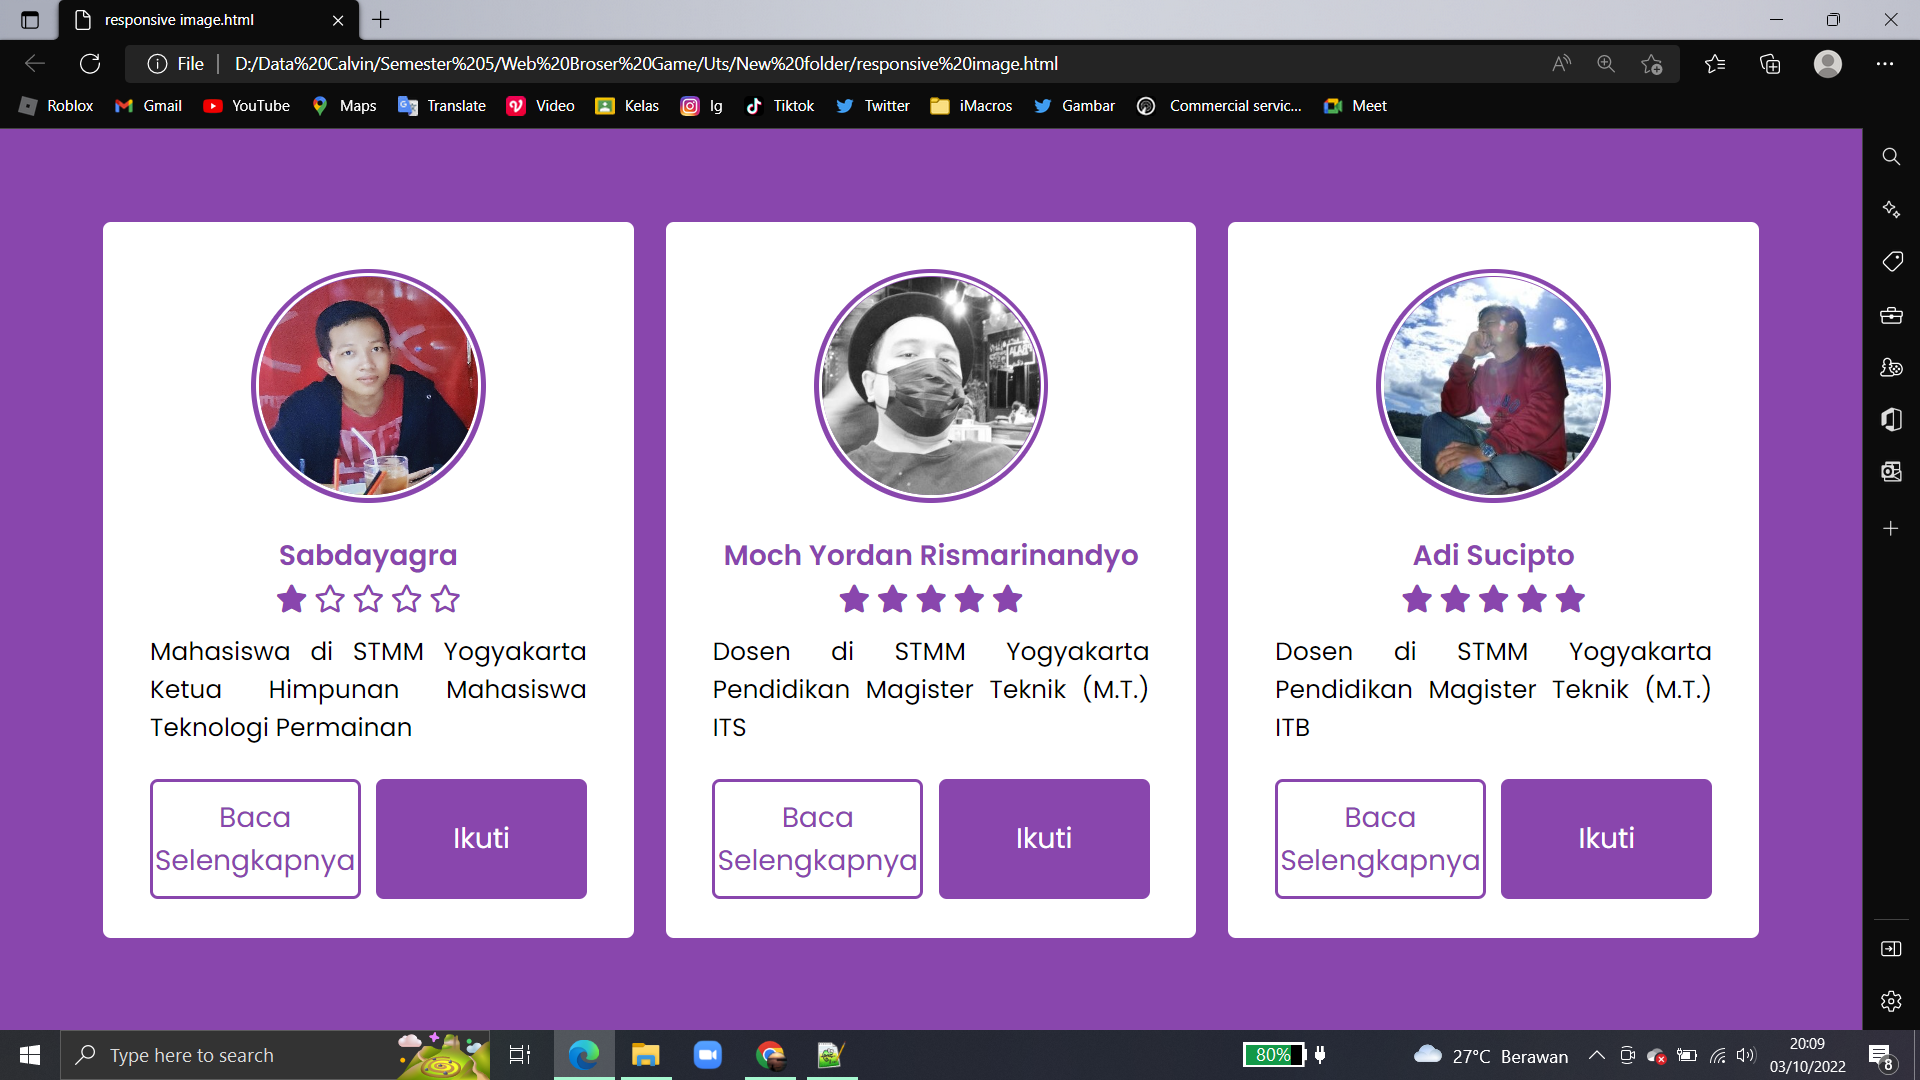 responsive image.html
File
D:/Data%20Calvin/Semester%205/Web%20Broser%20Game/Uts/New%20folder/responsive%20image.html
Roblox Gmail YouTube Maps Translate Video Kelas Ig Tiktok Twitter iMacros Gambar Commercial servic... Meet
Sabdayagra
Mahasiswa di STMM Yogyakarta
Ketua Himpunan Mahasiswa
Teknologi Permainan
Baca
Selengkapnya
Ikuti
Moch Yordan Rismarinandyo
Dosen di STMM Yogyakarta
Pendidikan Magister Teknik (M.T.)
ITS
Baca
Selengkapnya
Ikuti
Adi Sucipto
Dosen di STMM Yogyakarta
Pendidikan Magister Teknik (M.T.)
ITB
Baca
Selengkapnya
Ikuti
Type here to search
80%
27°C Berawan
20:09
03/10/2022
8